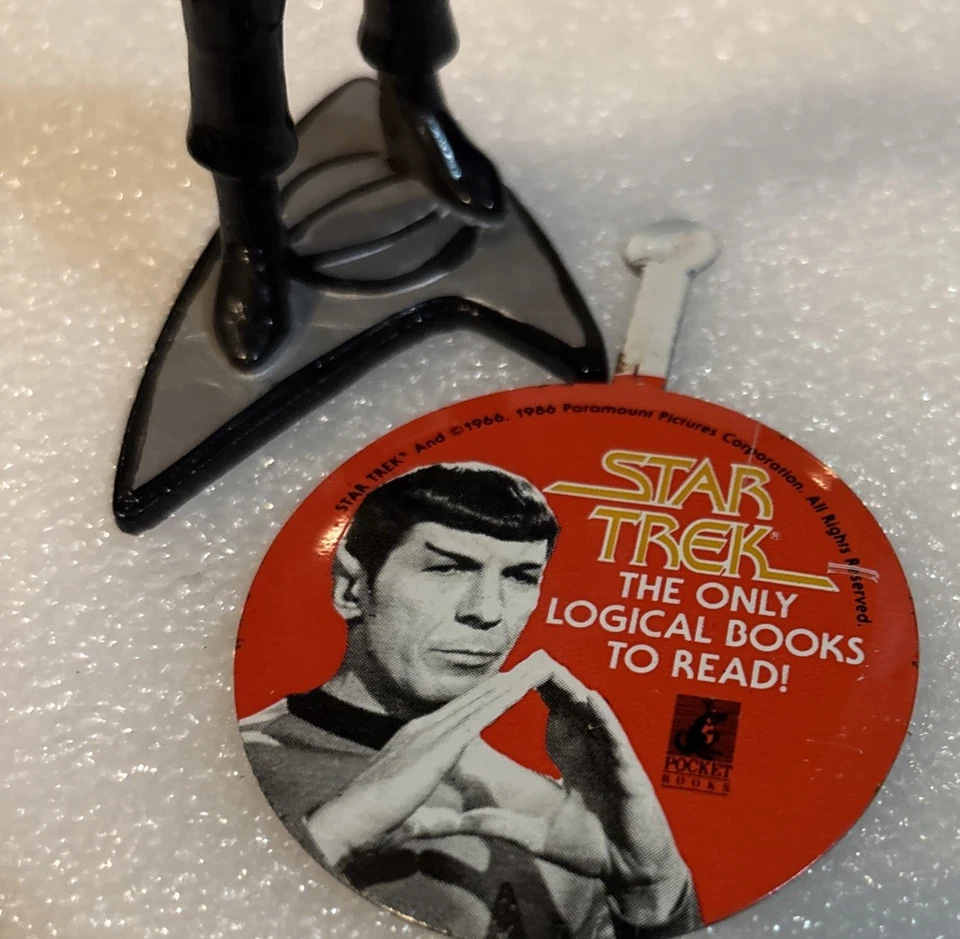 STAR TREK® And ©1966, 1986 Paramount Pictures Corporation. All Rights Reserved.
STAR
TREK®
THE ONLY
LOGICAL BOOKS
TO READ!
POCKET
BOOKS